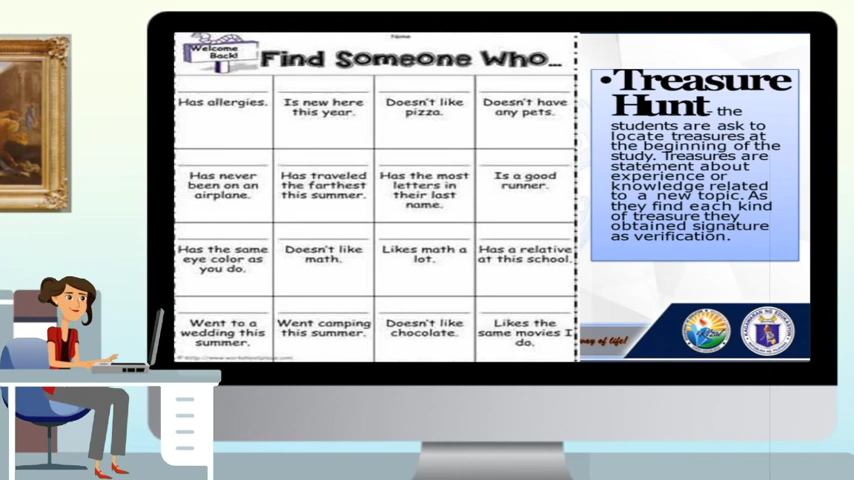 Name
Welcome
Back!
Find Someone Who...
Has allergies.
Is new here
this year.
Doesn't like
pizza.
Doesn't have
any pets.
Has never
been on an
airplane.
Has traveled
the farthest
this summer.
Has the most
letters in
their last
name.
Is a good
runner.
Has the same
eye color as
you do.
Doesn't like
math.
Likes math a
lot.
Has a relative
at this school.
Went to a
wedding this
summer.
Went camping
this summer.
Doesn't like
chocolate.
Likes the
same movies I
do.
•Treasure
Hunt- the
students are ask to
locate treasures at
the beginning of the
study. Treasures are
statement about
experience or
knowledge related
to a new topic. As
they find each kind
of treasure they
obtained signature
as verification.
way of life!